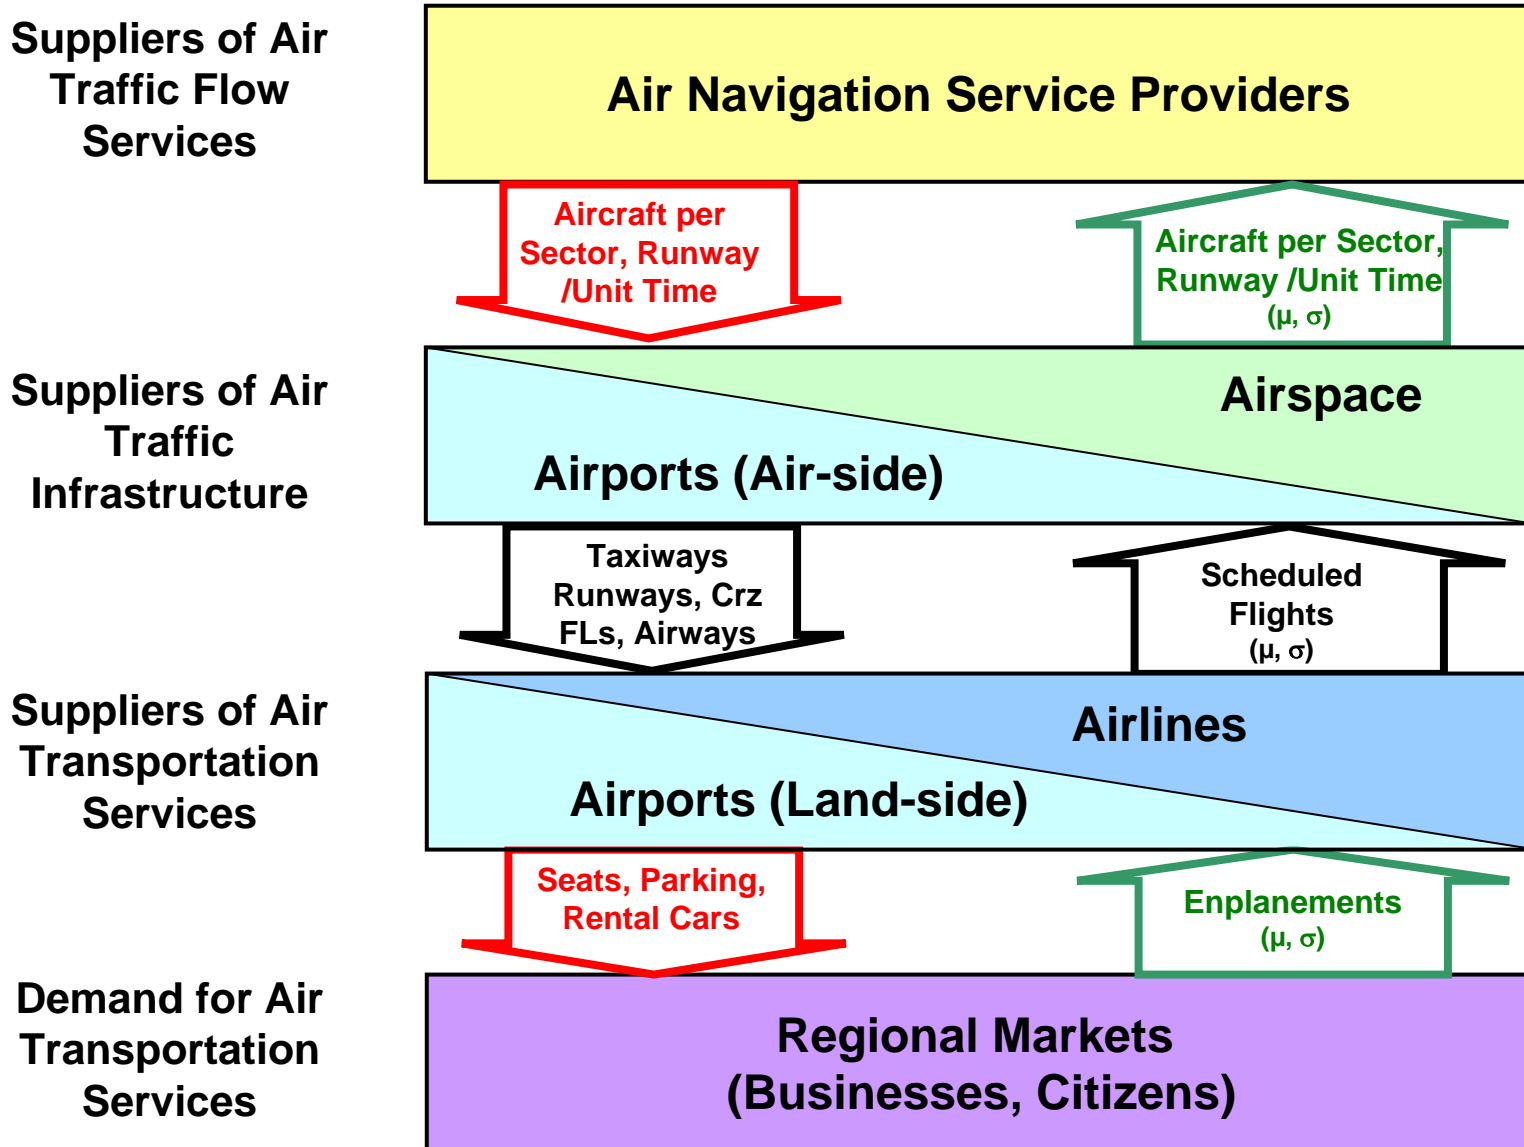 Suppliers of Air
Traffic Flow
Services
Air Navigation Service Providers
Aircraft per
Sector, Runway
/Unit Time
Aircraft per Sector,
Runway /Unit Time
(µ, σ)
Suppliers of Air
Traffic
Infrastructure
Airspace
Airports (Air-side)
Taxiways
Runways, Crz
FLs, Airways
Scheduled
Flights
(µ, σ)
Suppliers of Air
Transportation
Services
Airlines
Airports (Land-side)
Seats, Parking,
Rental Cars
Enplanements
(µ, σ)
Demand for Air
Transportation
Services
Regional Markets
(Businesses, Citizens)